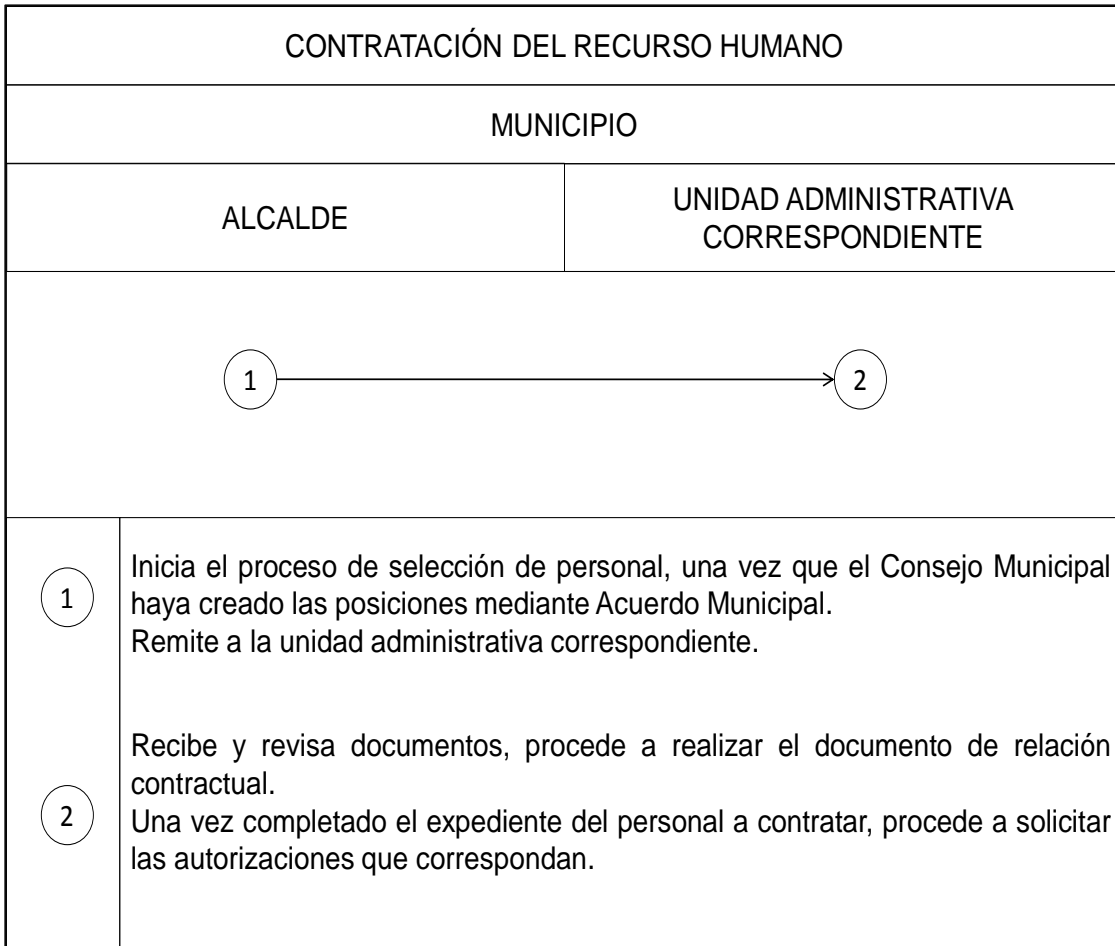 CONTRATACIÓN DEL RECURSO HUMANO
MUNICIPIO
ALCALDE
UNIDAD ADMINISTRATIVA
CORRESPONDIENTE
1
2
1
Inicia el proceso de selección de personal, una vez que el Consejo Municipal
haya creado las posiciones mediante Acuerdo Municipal.
Remite a la unidad administrativa correspondiente.
2
Recibe y revisa documentos, procede a realizar el documento de relación
contractual.
Una vez completado el expediente del personal a contratar, procede a solicitar
las autorizaciones que correspondan.